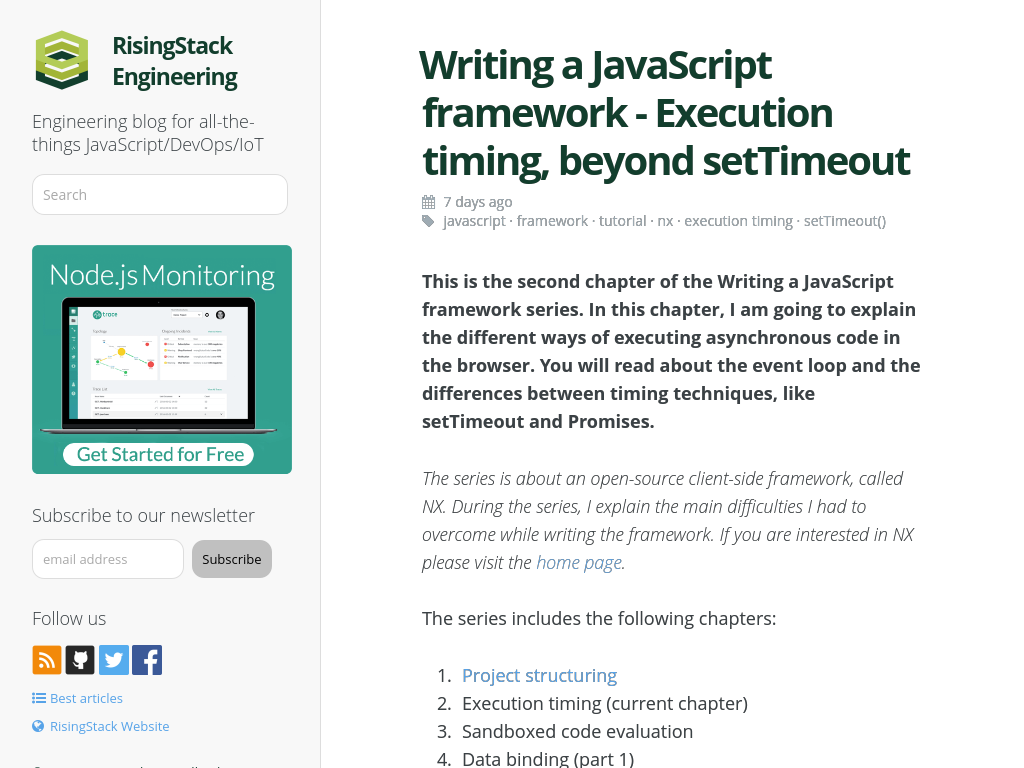 RisingStack
Engineering
Engineering blog for all-the-
things JavaScript/DevOps/IoT
Search
Node.js Monitoring
trace
Get Started for Free
Subscribe to our newsletter
email address
Subscribe
Follow us
Best articles
RisingStack Website
Writing a JavaScript
framework - Execution
timing, beyond setTimeout
7 days ago
javascript · framework · tutorial · nx · execution timing · setTimeout()
This is the second chapter of the Writing a JavaScript
framework series. In this chapter, I am going to explain
the different ways of executing asynchronous code in
the browser. You will read about the event loop and the
differences between timing techniques, like
setTimeout and Promises.
The series is about an open-source client-side framework, called
NX. During the series, I explain the main difficulties I had to
overcome while writing the framework. If you are interested in NX
please visit the home page.
The series includes the following chapters:
1. Project structuring
2. Execution timing (current chapter)
3. Sandboxed code evaluation
4. Data binding (part 1)